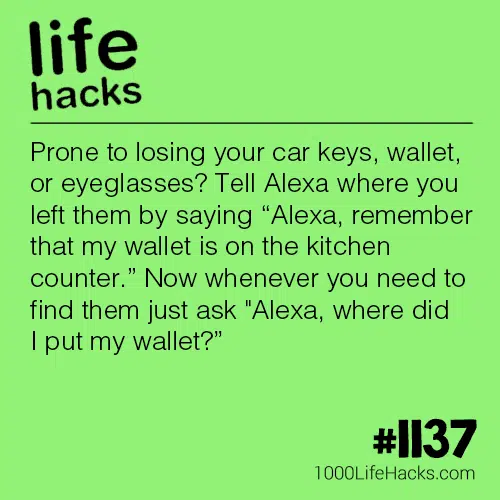 life
hacks
Prone to losing your car keys, wallet,
or eyeglasses? Tell Alexa where you
left them by saying “Alexa, remember
that my wallet is on the kitchen
counter.” Now whenever you need to
find them just ask "Alexa, where did
I put my wallet?”
#1137
1000LifeHacks.com